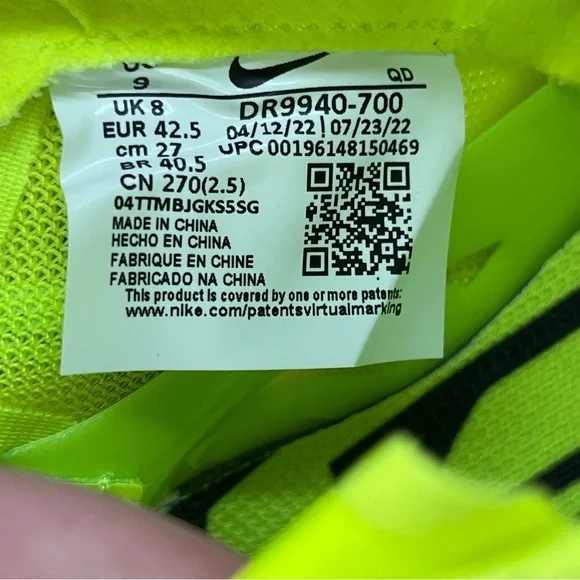 9 QD
UK 8 DR9940-700
EUR 42.5 04/12/22 | 07/23/22
cm 27 UPC 00196148150469
BR 40.5
CN 270(2.5)
04TTMBJGKS5SG
MADE IN CHINA
HECHO EN CHINA
FABRIQUE EN CHINE
FABRICADO NA CHINA
This product is covered by one or more patents:
www.nike.com/patentsvirtualmarking